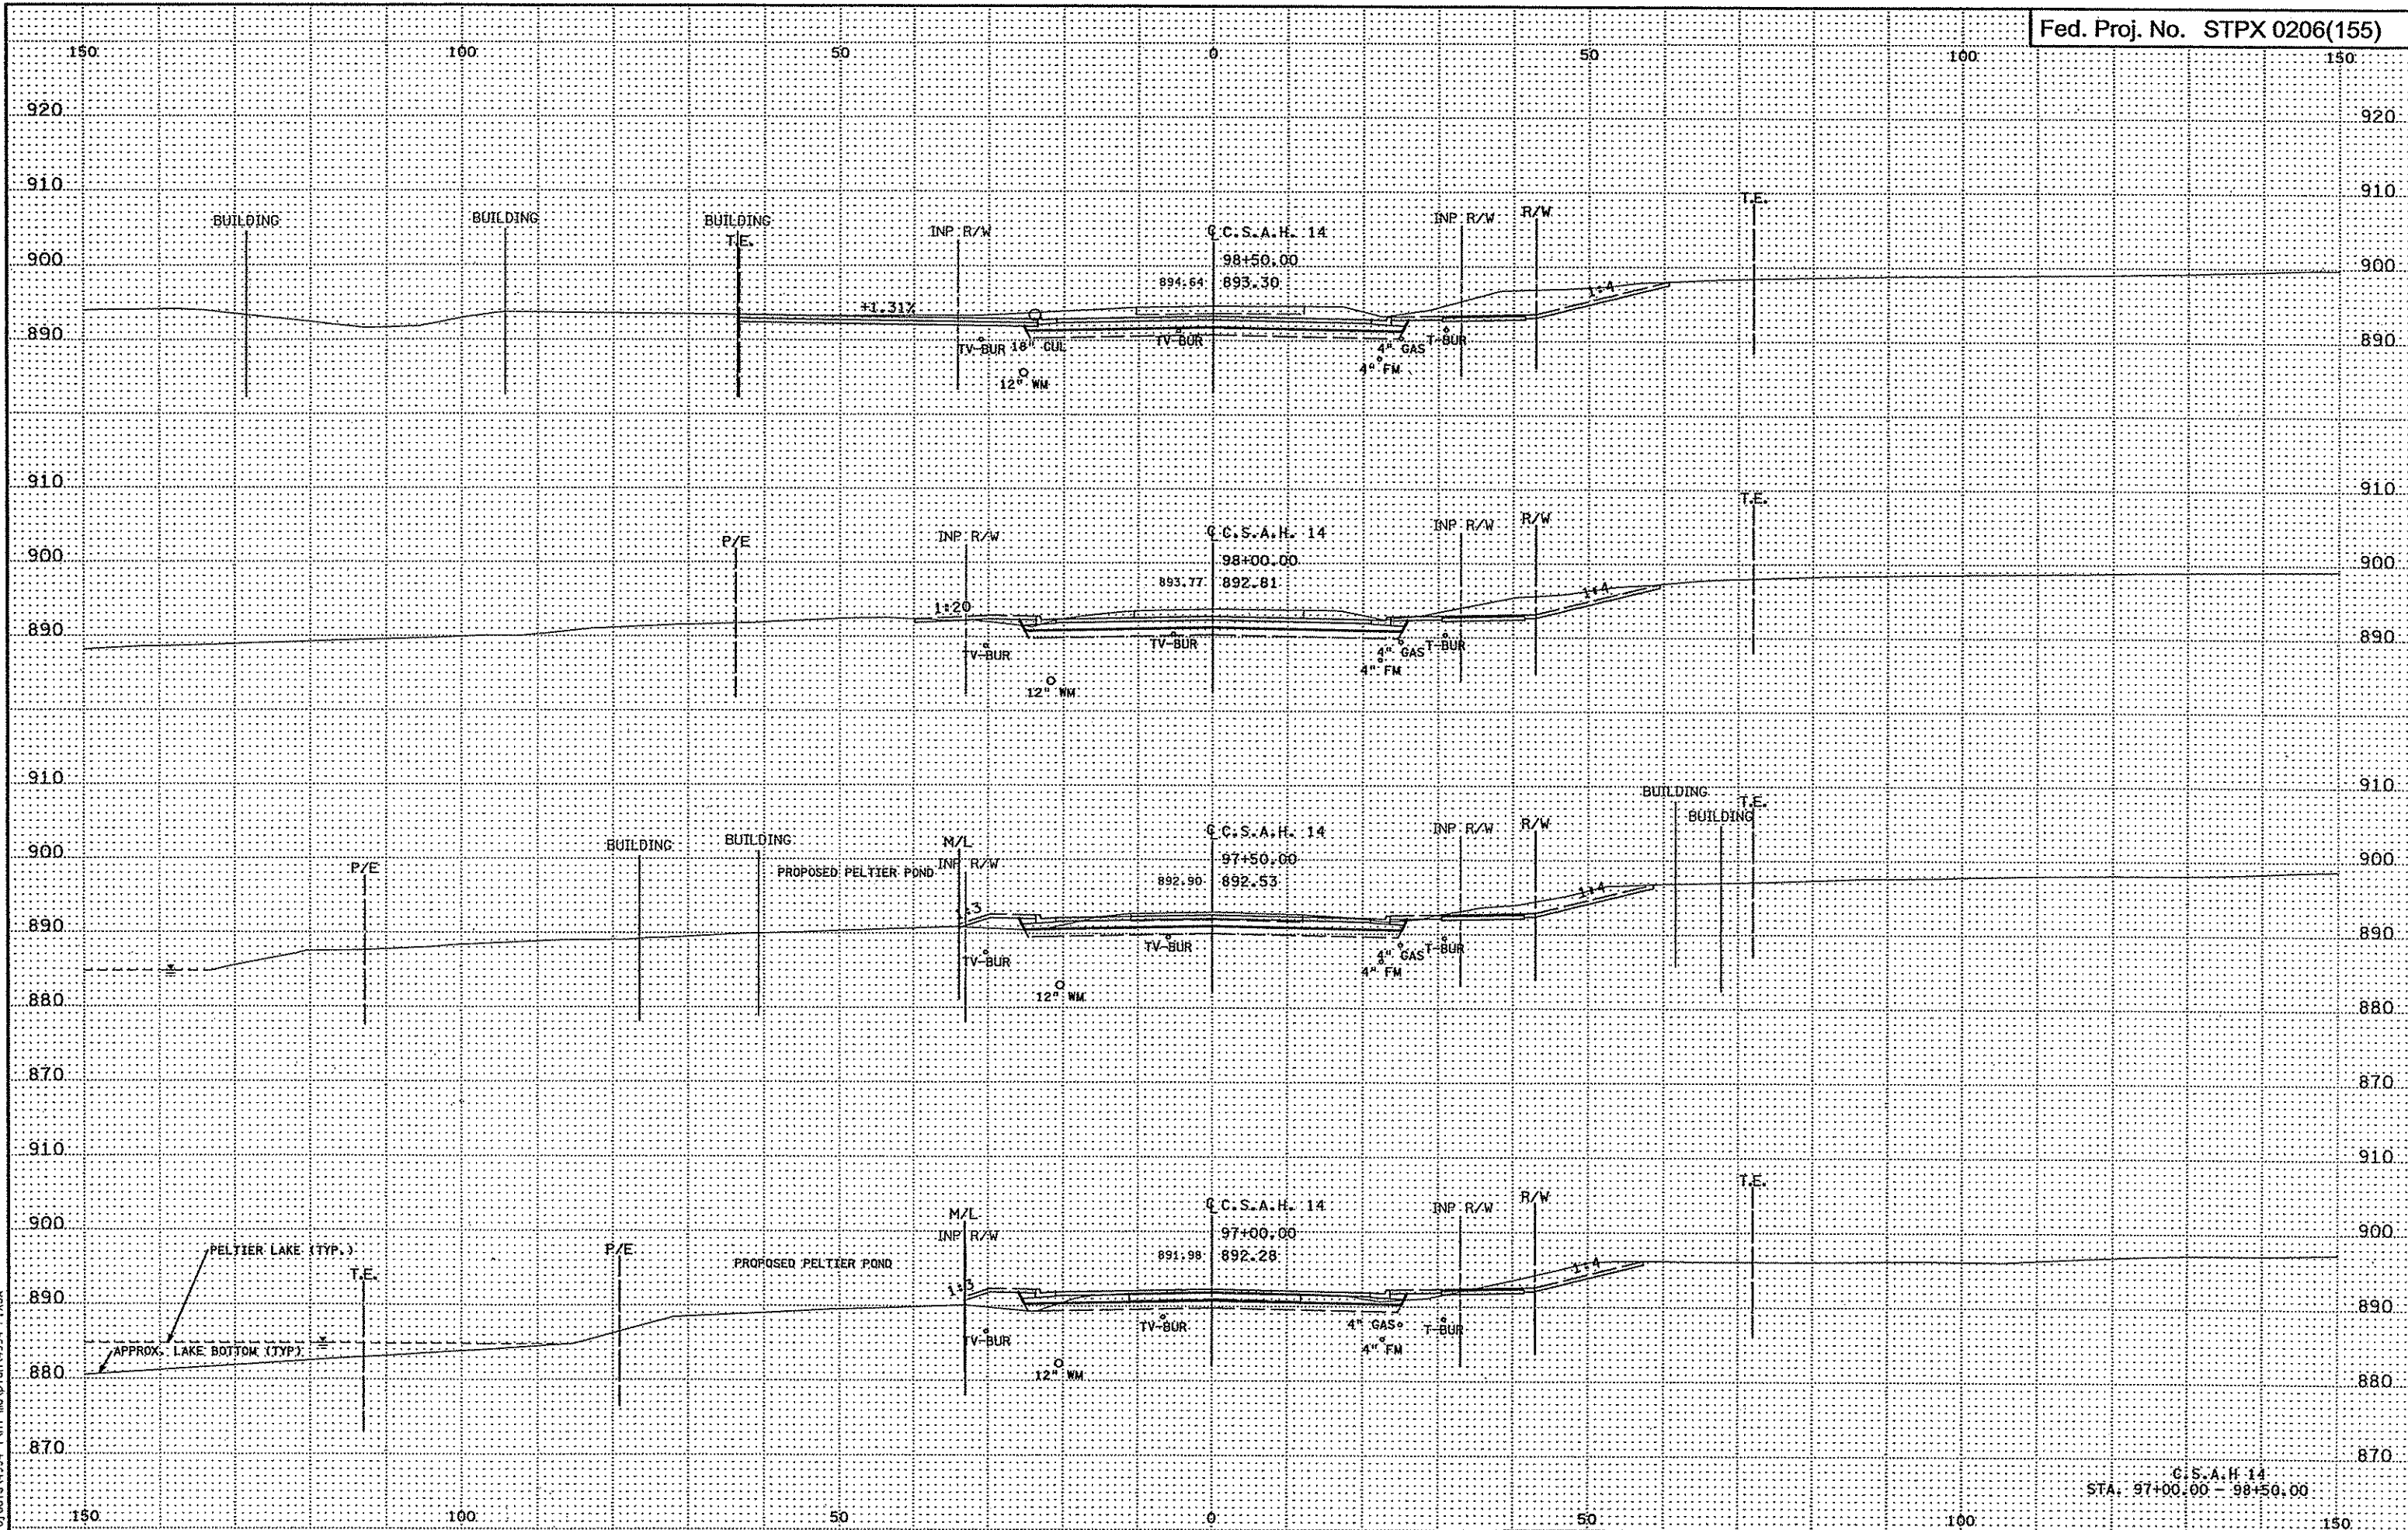 Fed. Proj. No. STPX 0206(155)
150 100 50 0 50 100 150
920 920
910 910
BUILDING BUILDING BUILDING T.E. INP R/W ℄ C.S.A.H. 14 INP R/W R/W T.E.
900 98+50.00 900
894.64 893.30
+1.31% 1:4
890 890
TV-BUR 18" CUL TV-BUR 4" GAS T-BUR
12" WM 4" FM
910 910
P/E INP R/W ℄ C.S.A.H. 14 INP R/W R/W T.E.
900 98+00.00 900
893.77 892.81
1:20 1:4
890 890
TV-BUR TV-BUR 4" GAS T-BUR
12" WM 4" FM
910 910
BUILDING T.E.
BUILDING
BUILDING BUILDING M/L ℄ C.S.A.H. 14 INP R/W R/W
900 97+50.00 900
P/E PROPOSED PELTIER POND INP R/W
892.90 892.53
1:3 1:4
890 890
TV-BUR TV-BUR 4" GAS T-BUR
12" WM 4" FM
880 880
870 870
910 910
T.E.
M/L ℄ C.S.A.H. 14 INP R/W R/W
900 INP R/W 97+00.00 900
PELTIER LAKE (TYP.) P/E PROPOSED PELTIER POND 891.98 892.28
T.E.
1:3 1:4
890 890
TV-BUR TV-BUR 4" GAS T-BUR
APPROX. LAKE BOTTOM (TYP) 4" FM
880 12" WM 880
870 870
C.S.A.H 14
STA. 97+00.00 - 98+50.00
150 100 50 0 50 100 150